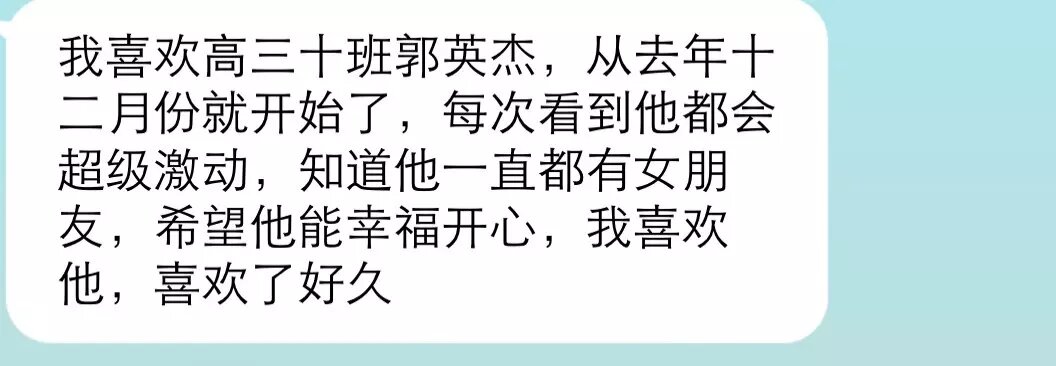 我喜欢高三十班郭英杰，从去年十
二月份就开始了，每次看到他都会
超级激动，知道他一直都有女朋
友，希望他能幸福开心，我喜欢
他，喜欢了好久